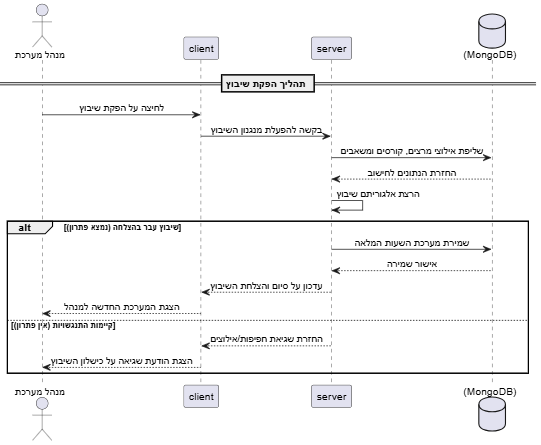 מנהל מערכת
client
server
(MongoDB)
תהליך הפקת שיבוץ
לחיצה על הפקת שיבוץ
בקשה להפעלת מנגנון השיבוץ
שליפת אילוצי מרצים, קורסים ומשאבים
החזרת הנתונים לחישוב
הרצת אלגוריתם שיבוץ
alt
[שיבוץ עבר בהצלחה (נמצא פתרון)]
שמירת מערכת השעות המלאה
אישור שמירה
עדכון על סיום והצלחת השיבוץ
הצגת המערכת החדשה למנהל
[קיימות התנגשויות (אין פתרון)]
החזרת שגיאת חפיפות/אילוצים
הצגת הודעת שגיאה על כישלון השיבוץ
מנהל מערכת
client
server
(MongoDB)